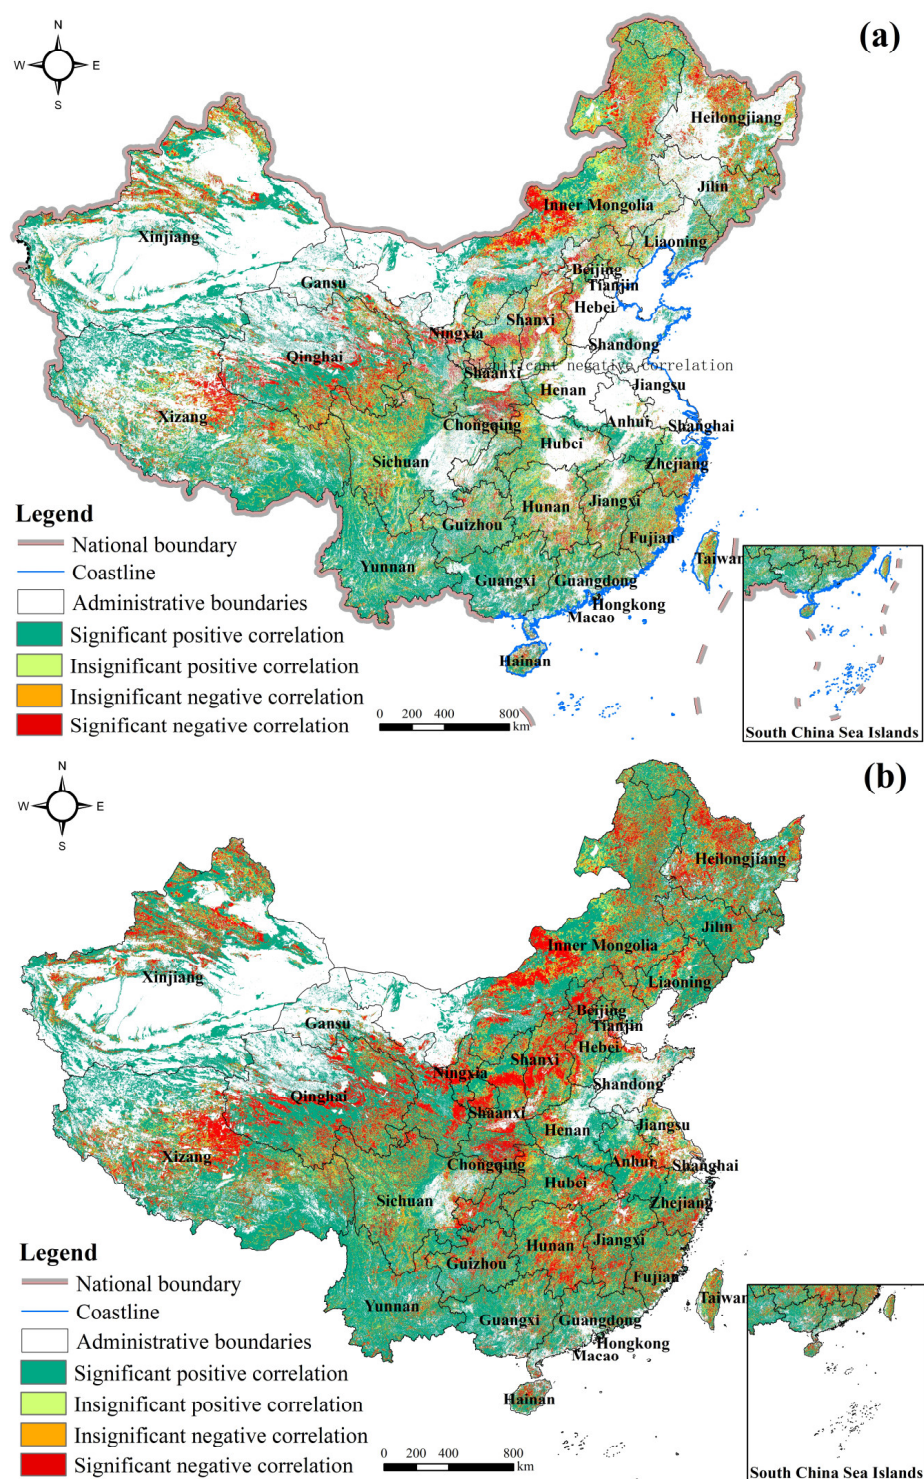 (a)
N
W E
S
Heilongjiang
Jilin
Inner Mongolia
Liaoning
Xinjiang
Beijing
Tianjin
Gansu
Hebei
Shanxi
Ningxia
Shandong
Qinghai
Shaanxi
Significant negative correlation
Jiangsu
Henan
Xizang
Chongqing
Anhui
Shanghai
Hubei
Sichuan
Zhejiang
Hunan
Jiangxi
Guizhou
Fujian
Taiwan
Yunnan
Guangxi
Guangdong
Hongkong
Macao
Hainan
Legend
National boundary
Coastline
Administrative boundaries
Significant positive correlation
Insignificant positive correlation
Insignificant negative correlation
Significant negative correlation
0 200 400 800
km
South China Sea Islands
(b)
N
W E
S
Heilongjiang
Jilin
Inner Mongolia
Liaoning
Xinjiang
Beijing
Tianjin
Gansu
Hebei
Shanxi
Ningxia
Shandong
Qinghai
Shaanxi
Jiangsu
Henan
Xizang
Chongqing
Anhui
Shanghai
Hubei
Sichuan
Zhejiang
Hunan
Jiangxi
Guizhou
Fujian
Taiwan
Yunnan
Guangxi
Guangdong
Hongkong
Macao
Hainan
Legend
National boundary
Coastline
Administrative boundaries
Significant positive correlation
Insignificant positive correlation
Insignificant negative correlation
Significant negative correlation
0 200 400 800
km
South China Sea Islands